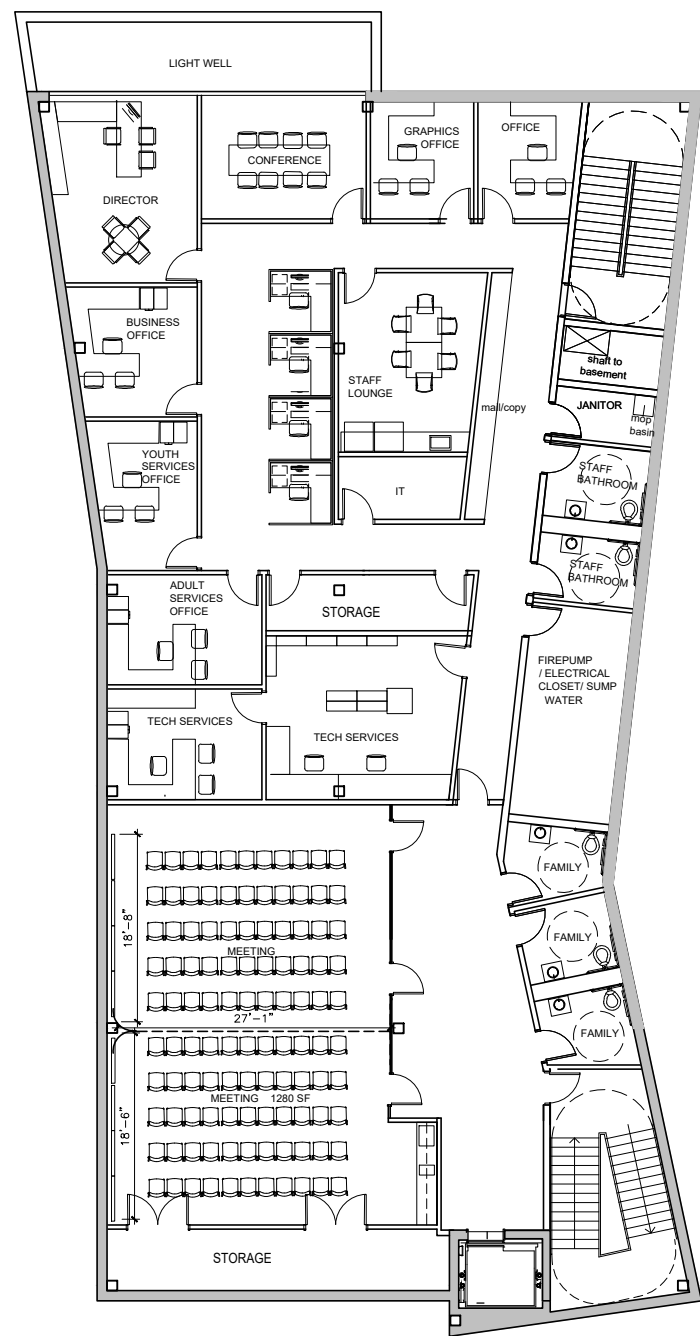 LIGHT WELL
CONFERENCE
GRAPHICS
OFFICE
OFFICE
DIRECTOR
BUSINESS
OFFICE
STAFF
LOUNGE
mail/copy
shaft to
basement
JANITOR
mop
basin
YOUTH
SERVICES
OFFICE
IT
STAFF
BATHROOM
STAFF
BATHROOM
ADULT
SERVICES
OFFICE
STORAGE
FIREPUMP
/ ELECTRICAL
CLOSET/ SUMP
WATER
TECH SERVICES
TECH SERVICES
FAMILY
18'-8"
MEETING
FAMILY
27'-1"
FAMILY
MEETING 1280 SF
18'-6"
STORAGE